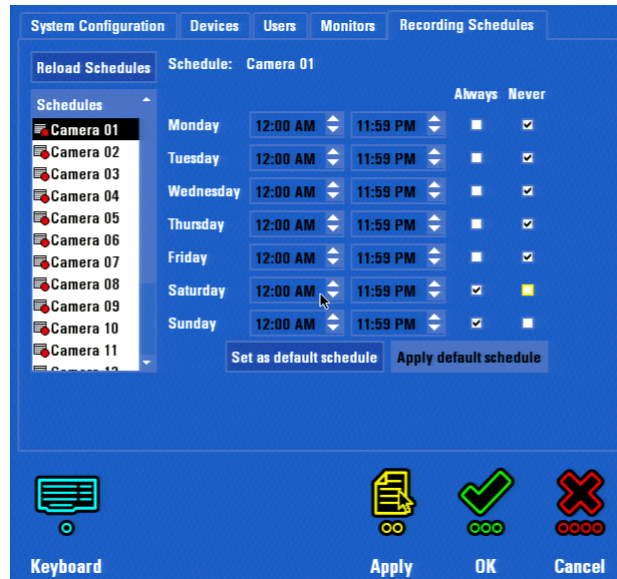 System Configuration Devices Users Monitors Recording Schedules
Reload Schedules Schedule: Camera 01
Always Never
Schedules
Camera 01
Camera 02
Camera 03
Camera 04
Camera 05
Camera 06
Camera 07
Camera 08
Camera 09
Camera 10
Camera 11
Monday 12:00 AM 11:59 PM
Tuesday 12:00 AM 11:59 PM
Wednesday 12:00 AM 11:59 PM
Thursday 12:00 AM 11:59 PM
Friday 12:00 AM 11:59 PM
Saturday 12:00 AM 11:59 PM
Sunday 12:00 AM 11:59 PM
Set as default schedule Apply default schedule
Keyboard Apply OK Cancel